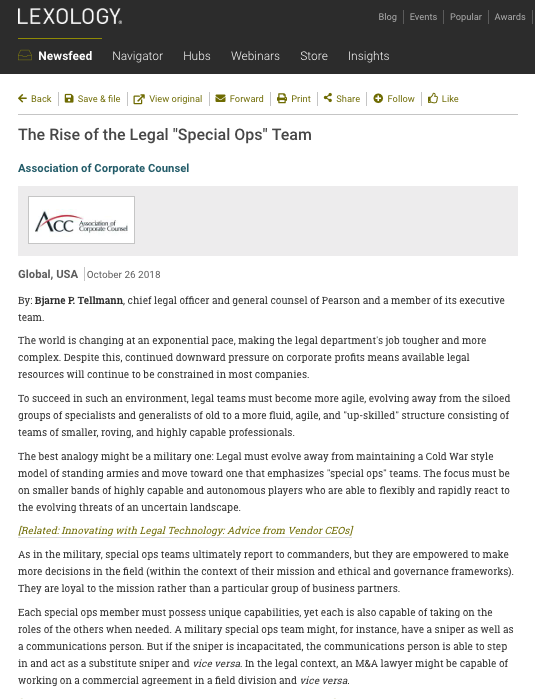 LEXOLOGY.
Blog Events Popular Awards
Newsfeed Navigator Hubs Webinars Store Insights
Back Save & file View original Forward Print Share Follow Like
The Rise of the Legal "Special Ops" Team
Association of Corporate Counsel
ACC Association of
Corporate Counsel
Global, USA October 26 2018
By: Bjarne P. Tellmann, chief legal officer and general counsel of Pearson and a member of its executive
team.
The world is changing at an exponential pace, making the legal department's job tougher and more
complex. Despite this, continued downward pressure on corporate profits means available legal
resources will continue to be constrained in most companies.
To succeed in such an environment, legal teams must become more agile, evolving away from the siloed
groups of specialists and generalists of old to a more fluid, agile, and "up-skilled" structure consisting of
teams of smaller, roving, and highly capable professionals.
The best analogy might be a military one: Legal must evolve away from maintaining a Cold War style
model of standing armies and move toward one that emphasizes "special ops" teams. The focus must be
on smaller bands of highly capable and autonomous players who are able to flexibly and rapidly react to
the evolving threats of an uncertain landscape.
[Related: Innovating with Legal Technology: Advice from Vendor CEOs]
As in the military, special ops teams ultimately report to commanders, but they are empowered to make
more decisions in the field (within the context of their mission and ethical and governance frameworks).
They are loyal to the mission rather than a particular group of business partners.
Each special ops member must possess unique capabilities, yet each is also capable of taking on the
roles of the others when needed. A military special ops team might, for instance, have a sniper as well as
a communications person. But if the sniper is incapacitated, the communications person is able to step
in and act as a substitute sniper and vice versa. In the legal context, an M&A lawyer might be capable of
working on a commercial agreement in a field division and vice versa.